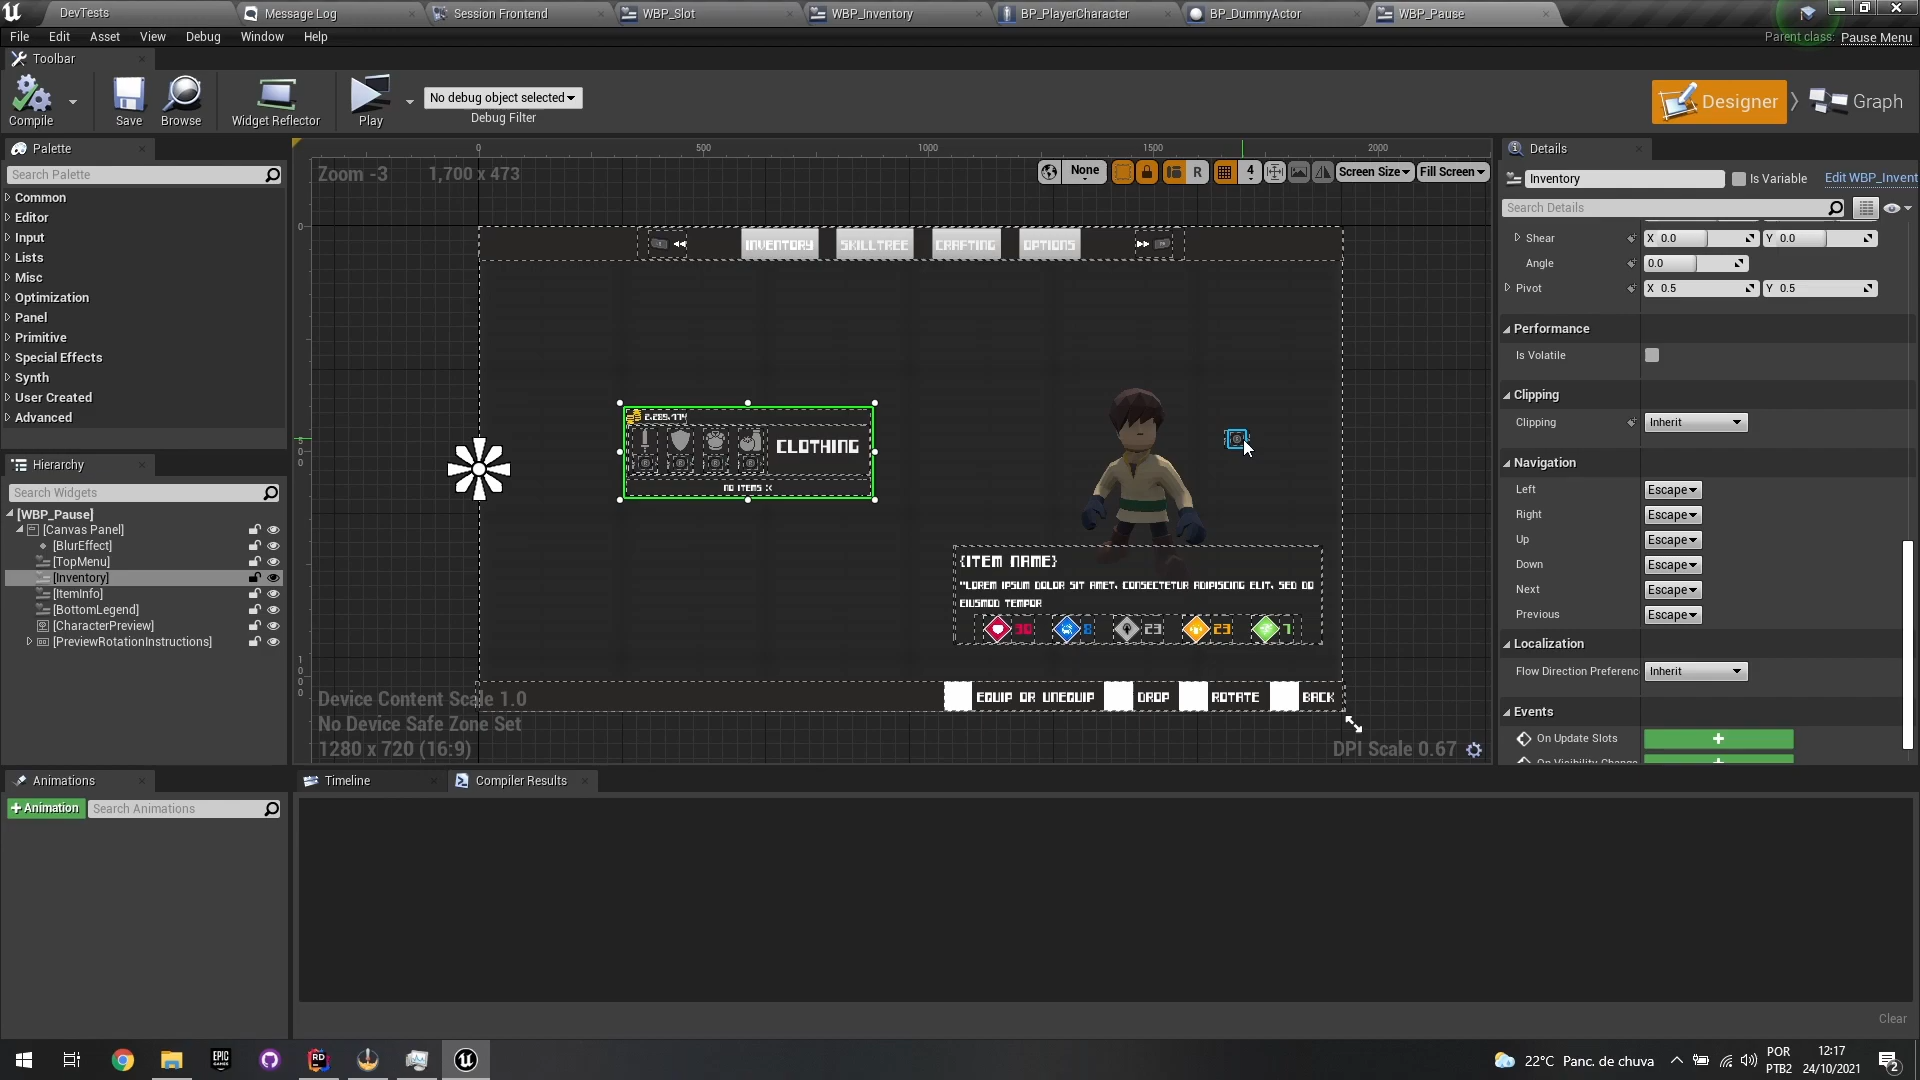 DevTests
Message Log
Session Frontend
WBP_Slot
WBP_Inventory
BP_PlayerCharacter
BP_DummyActor
WBP_Pause
File Edit Asset View Debug Window Help
Parent class: Pause Menu
Toolbar
Compile
Save
Browse
Widget Reflector
Play
No debug object selected
Debug Filter
Designer
Graph
Palette
Search Palette
Common
Editor
Input
Lists
Misc
Optimization
Panel
Primitive
Special Effects
Synth
User Created
Advanced
Hierarchy
Search Widgets
[WBP_Pause]
[Canvas Panel]
[BlurEffect]
[TopMenu]
[Inventory]
[ItemInfo]
[BottomLegend]
[CharacterPreview]
[PreviewRotationInstructions]
Animations
+Animation
Search Animations
0 500 1000 1500 2000
Zoom -3 1,700 x 473
None
R
4
Screen Size
Fill Screen
0
500
1000
INVENTORY SKILLTREE CRAFTING OPTIONS
CLOTHING
NO ITEMS :(
{ITEM NAME}
"LOREM IPSUM DOLOR SIT AMET, CONSECTETUR ADIPISCING ELIT, SED DO
EIUSMOD TEMPOR
30 8 23 23 7
EQUIP OR UNEQUIP DROP ROTATE BACK
Device Content Scale 1.0
No Device Safe Zone Set
1280 x 720 (16:9)
DPI Scale 0.67
Timeline
Compiler Results
Clear
Details
Inventory
Is Variable
Edit WBP_Invent
Search Details
Shear X 0.0 Y 0.0
Angle 0.0
Pivot X 0.5 Y 0.5
Performance
Is Volatile
Clipping
Clipping Inherit
Navigation
Left Escape
Right Escape
Up Escape
Down Escape
Next Escape
Previous Escape
Localization
Flow Direction Preferenc Inherit
Events
On Update Slots +
RD
EPIC
GAMES
22°C Panc. de chuva
POR
PTB2
12:17
24/10/2021
2